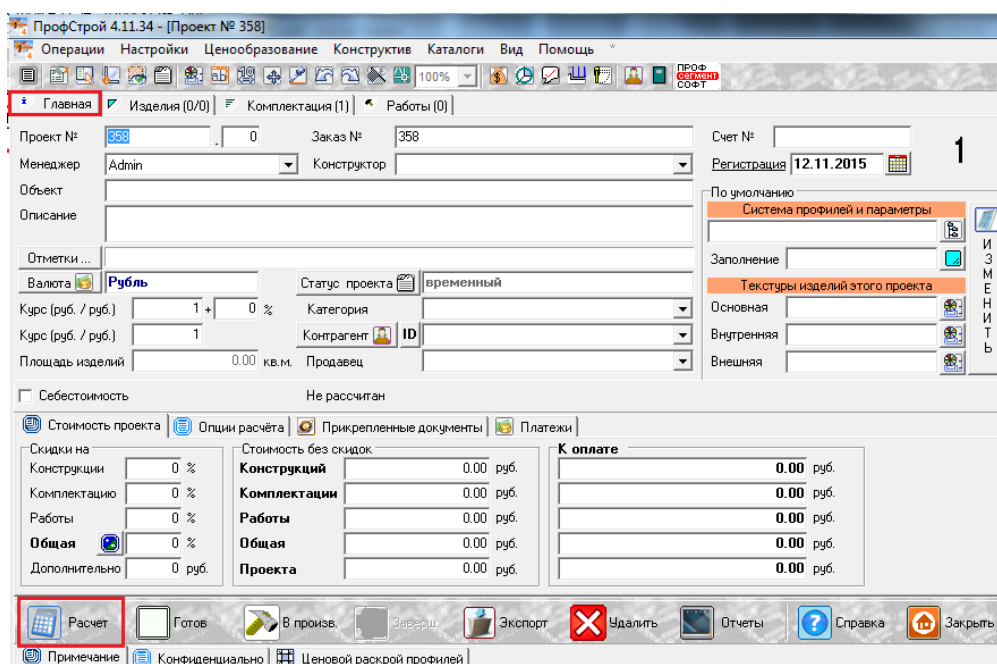 ПрофСтрой 4.11.34 - [Проект № 358]
Операции Настройки Ценообразование Конструктив Каталоги Вид Помощь
100% ПРОФ СЕГМЕНТ СОФТ
Главная Изделия (0/0) Комплектация (1) Работы (0)
Проект № 358 . 0 Заказ № 358 Счет №
Менеджер Admin Конструктор Регистрация 12.11.2015 1
Объект По умолчанию
Описание Система профилей и параметры
Отметки ... Заполнение
Валюта Рубль Статус проекта временный Текстуры изделий этого проекта
Курс (руб. / руб.) 1 + 0 % Категория Основная
Курс (руб. / руб.) 1 Контрагент ID Внутренняя
Площадь изделий 0.00 кв.м. Продавец Внешняя
ИЗМЕНИТЬ
Себестоимость Не рассчитан
Стоимость проекта Опции расчёта Прикрепленные документы Платежи
Скидки на Стоимость без скидок К оплате
Конструкции 0 % Конструкций 0.00 руб. 0.00 руб.
Комплектацию 0 % Комплектации 0.00 руб. 0.00 руб.
Работы 0 % Работы 0.00 руб. 0.00 руб.
Общая 0 % Общая 0.00 руб. 0.00 руб.
Дополнительно 0 руб. Проекта 0.00 руб. 0.00 руб.
Расчет Готов В произв. Заверш. Экспорт Удалить Отчеты Справка Закрыть
Примечание Конфиденциально Ценовой раскрой профилей